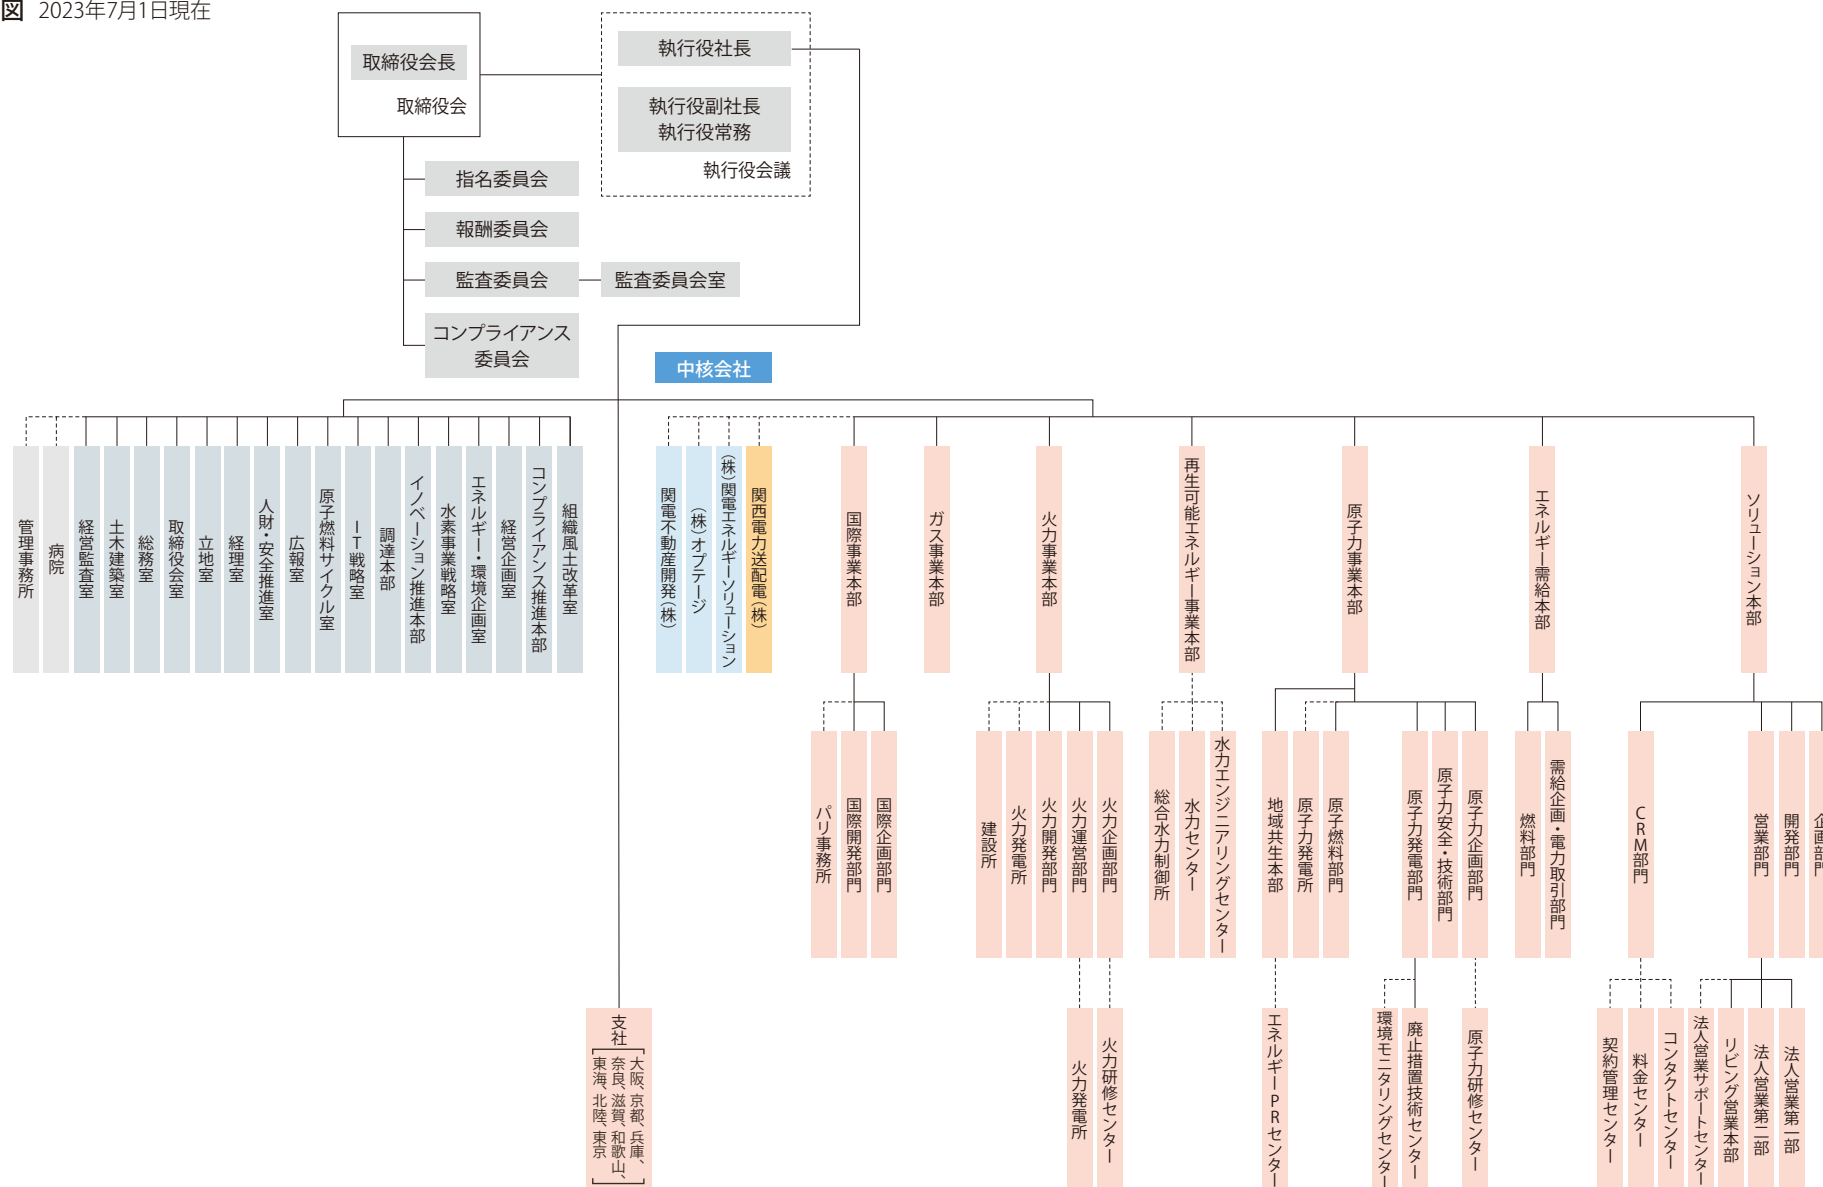 図 2023年7月1日現在
取締役会長
取締役会
執行役社長
執行役副社長
執行役常務
執行役会議
指名委員会
報酬委員会
監査委員会
監査委員会室
コンプライアンス
委員会
中核会社
管理事務所
病院
経営監査室
土木建築室
総務室
取締役会室
立地室
経理室
人財・安全推進室
広報室
原子燃料サイクル室
IT戦略室
調達本部
イノベーション推進本部
水素事業戦略室
エネルギー・環境企画室
経営企画室
コンプライアンス推進本部
組織風土改革室
関電不動産開発(株)
(株)オプテージ
(株)関電エネルギーソリューション
関西電力送配電(株)
国際事業本部
ガス事業本部
火力事業本部
再生可能エネルギー事業本部
原子力事業本部
エネルギー需給本部
ソリューション本部
パリ事務所
国際開発部門
国際企画部門
建設所
火力発電所
火力開発部門
火力運営部門
火力企画部門
総合水力制御所
水力センター
水力エンジニアリングセンター
地域共生本部
原子力発電所
原子燃料部門
原子力発電部門
原子力安全・技術部門
原子力企画部門
燃料部門
需給企画・電力取引部門
CRM部門
営業部門
開発部門
企画部門
支社
大阪、京都、兵庫、
奈良、滋賀、和歌山、
東海、北陸、東京
火力発電所
火力研修センター
エネルギーPRセンター
環境モニタリングセンター
廃止措置技術センター
原子力研修センター
契約管理センター
料金センター
コンタクトセンター
法人営業サポートセンター
リビング営業本部
法人営業第二部
法人営業第一部